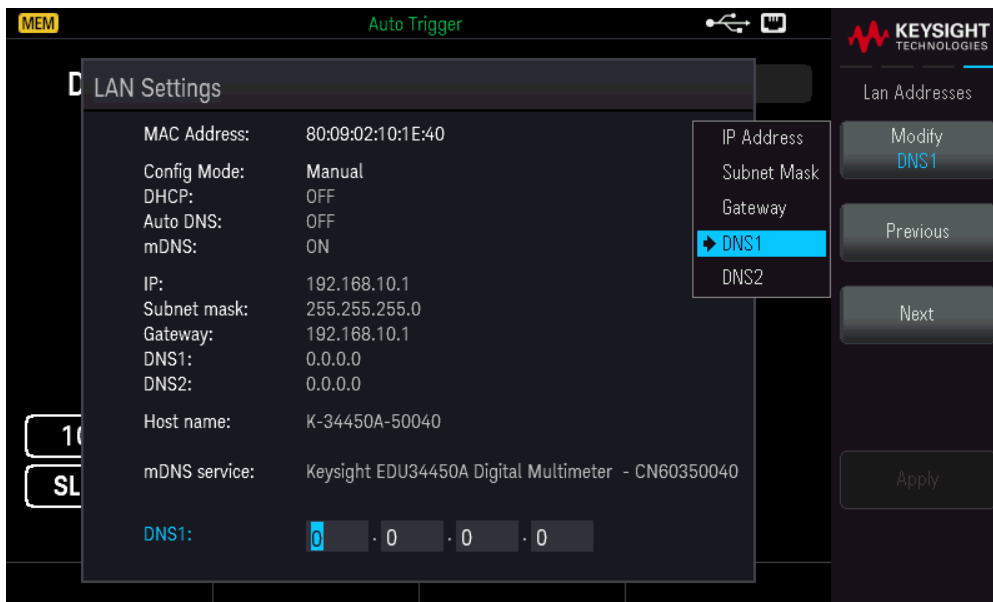 MEM Auto Trigger
KEYSIGHT
TECHNOLOGIES
D
LAN Settings
Lan Addresses
MAC Address: 80:09:02:10:1E:40
Config Mode: Manual
DHCP: OFF
Auto DNS: OFF
mDNS: ON
IP: 192.168.10.1
Subnet mask: 255.255.255.0
Gateway: 192.168.10.1
DNS1: 0.0.0.0
DNS2: 0.0.0.0
Host name: K-34450A-50040
mDNS service: Keysight EDU34450A Digital Multimeter - CN60350040
DNS1: 0 . 0 . 0 . 0
IP Address
Subnet Mask
Gateway
DNS1
DNS2
Modify
DNS1
Previous
Next
Apply
10
SL